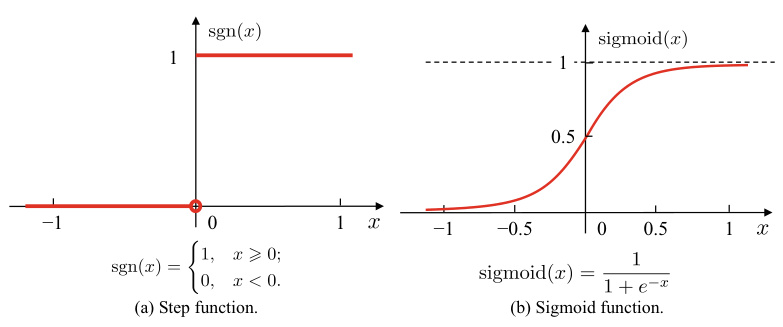 sgn(x)
1
−1
0
1
x
sgn(x) = { 1, x ⩾ 0;
0, x < 0.
(a) Step function.
sigmoid(x)
1
0.5
−1
−0.5
0
0.5
1
x
sigmoid(x) = 1 / (1 + e^{−x})
(b) Sigmoid function.